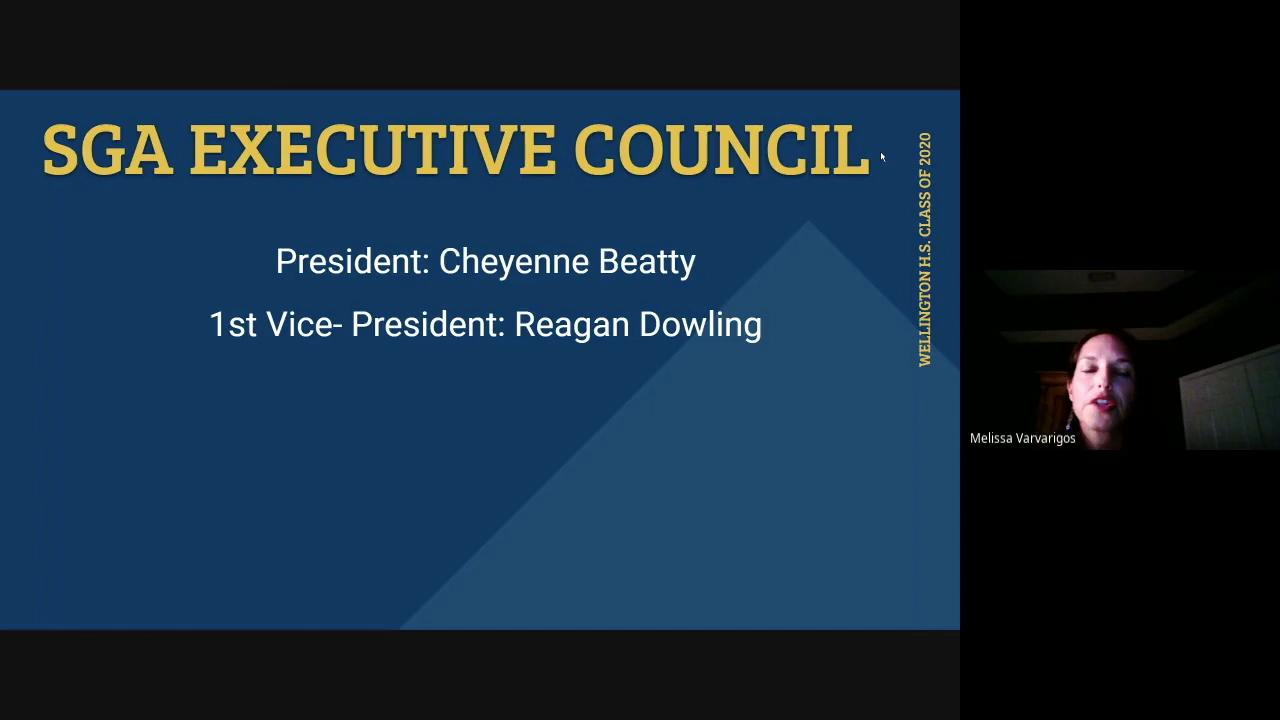 SGA EXECUTIVE COUNCIL
President: Cheyenne Beatty
1st Vice- President: Reagan Dowling
WELLINGTON H.S. CLASS OF 2020
Melissa Varvarigos